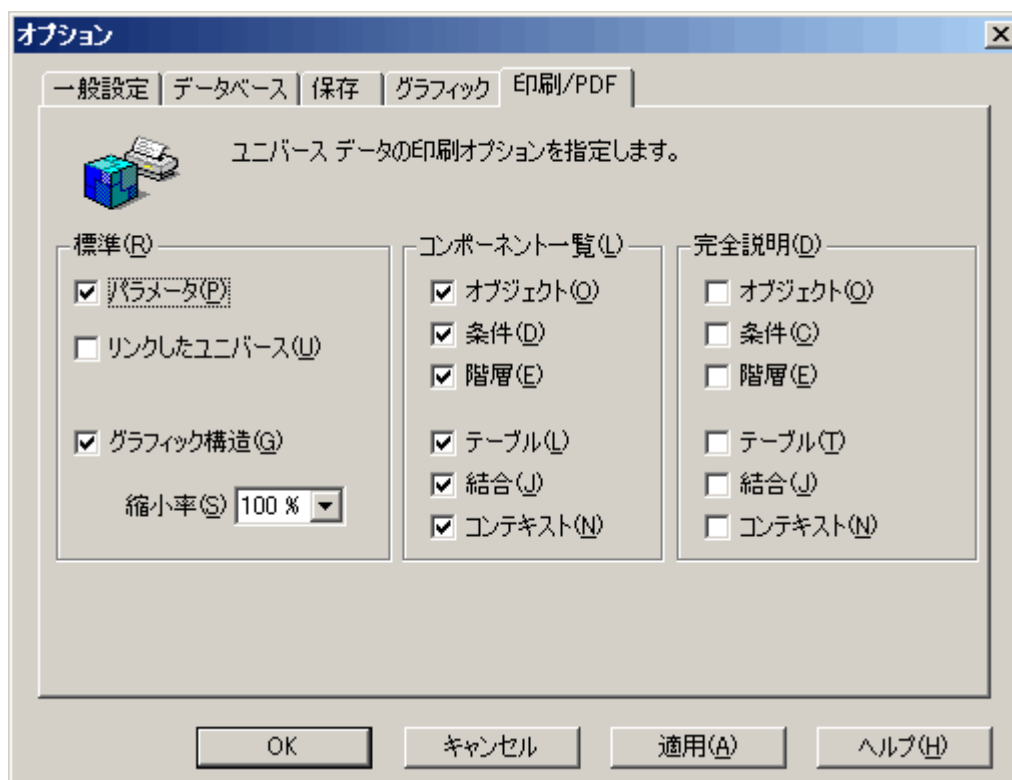 オプション
一般設定 データベース 保存 グラフィック 印刷/PDF
ユニバース データの印刷オプションを指定します。
標準(R)
パラメータ(P)
リンクしたユニバース(U)
グラフィック構造(G)
縮小率(S) 100 %
コンポーネント一覧(L)
オブジェクト(O)
条件(D)
階層(E)
テーブル(L)
結合(J)
コンテキスト(N)
完全説明(D)
オブジェクト(O)
条件(C)
階層(E)
テーブル(T)
結合(J)
コンテキスト(N)
OK キャンセル 適用(A) ヘルプ(H)